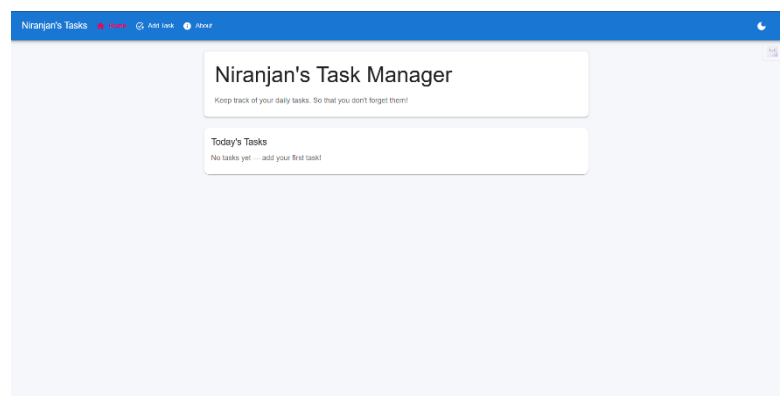 Niranjan's Tasks Home Add Task About
Niranjan's Task Manager
Keep track of your daily tasks. So that you don't forget them!
Today's Tasks
No tasks yet — add your first task!